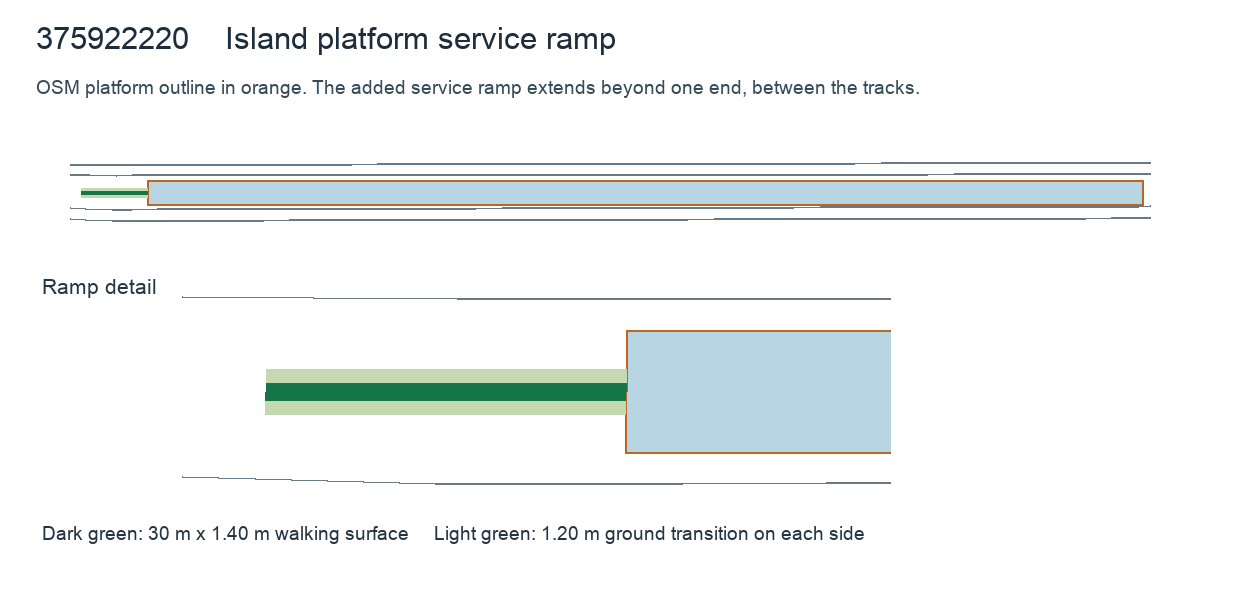 375922220 Island platform service ramp
OSM platform outline in orange. The added service ramp extends beyond one end, between the tracks.
Ramp detail
Dark green: 30 m x 1.40 m walking surface Light green: 1.20 m ground transition on each side